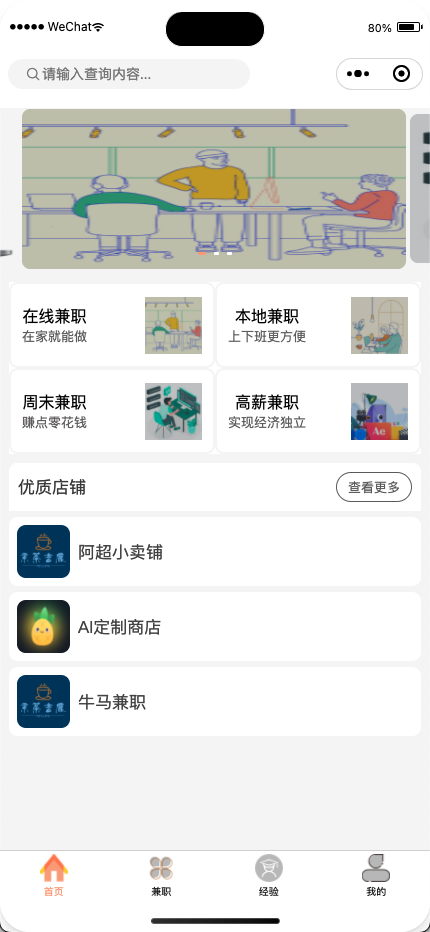 WeChat
80%
请输入查询内容...
在线兼职
在家就能做
本地兼职
上下班更方便
周末兼职
赚点零花钱
高薪兼职
实现经济独立
Ae
优质店铺
查看更多
阿超小卖铺
AI定制商店
牛马兼职
首页
兼职
经验
我的